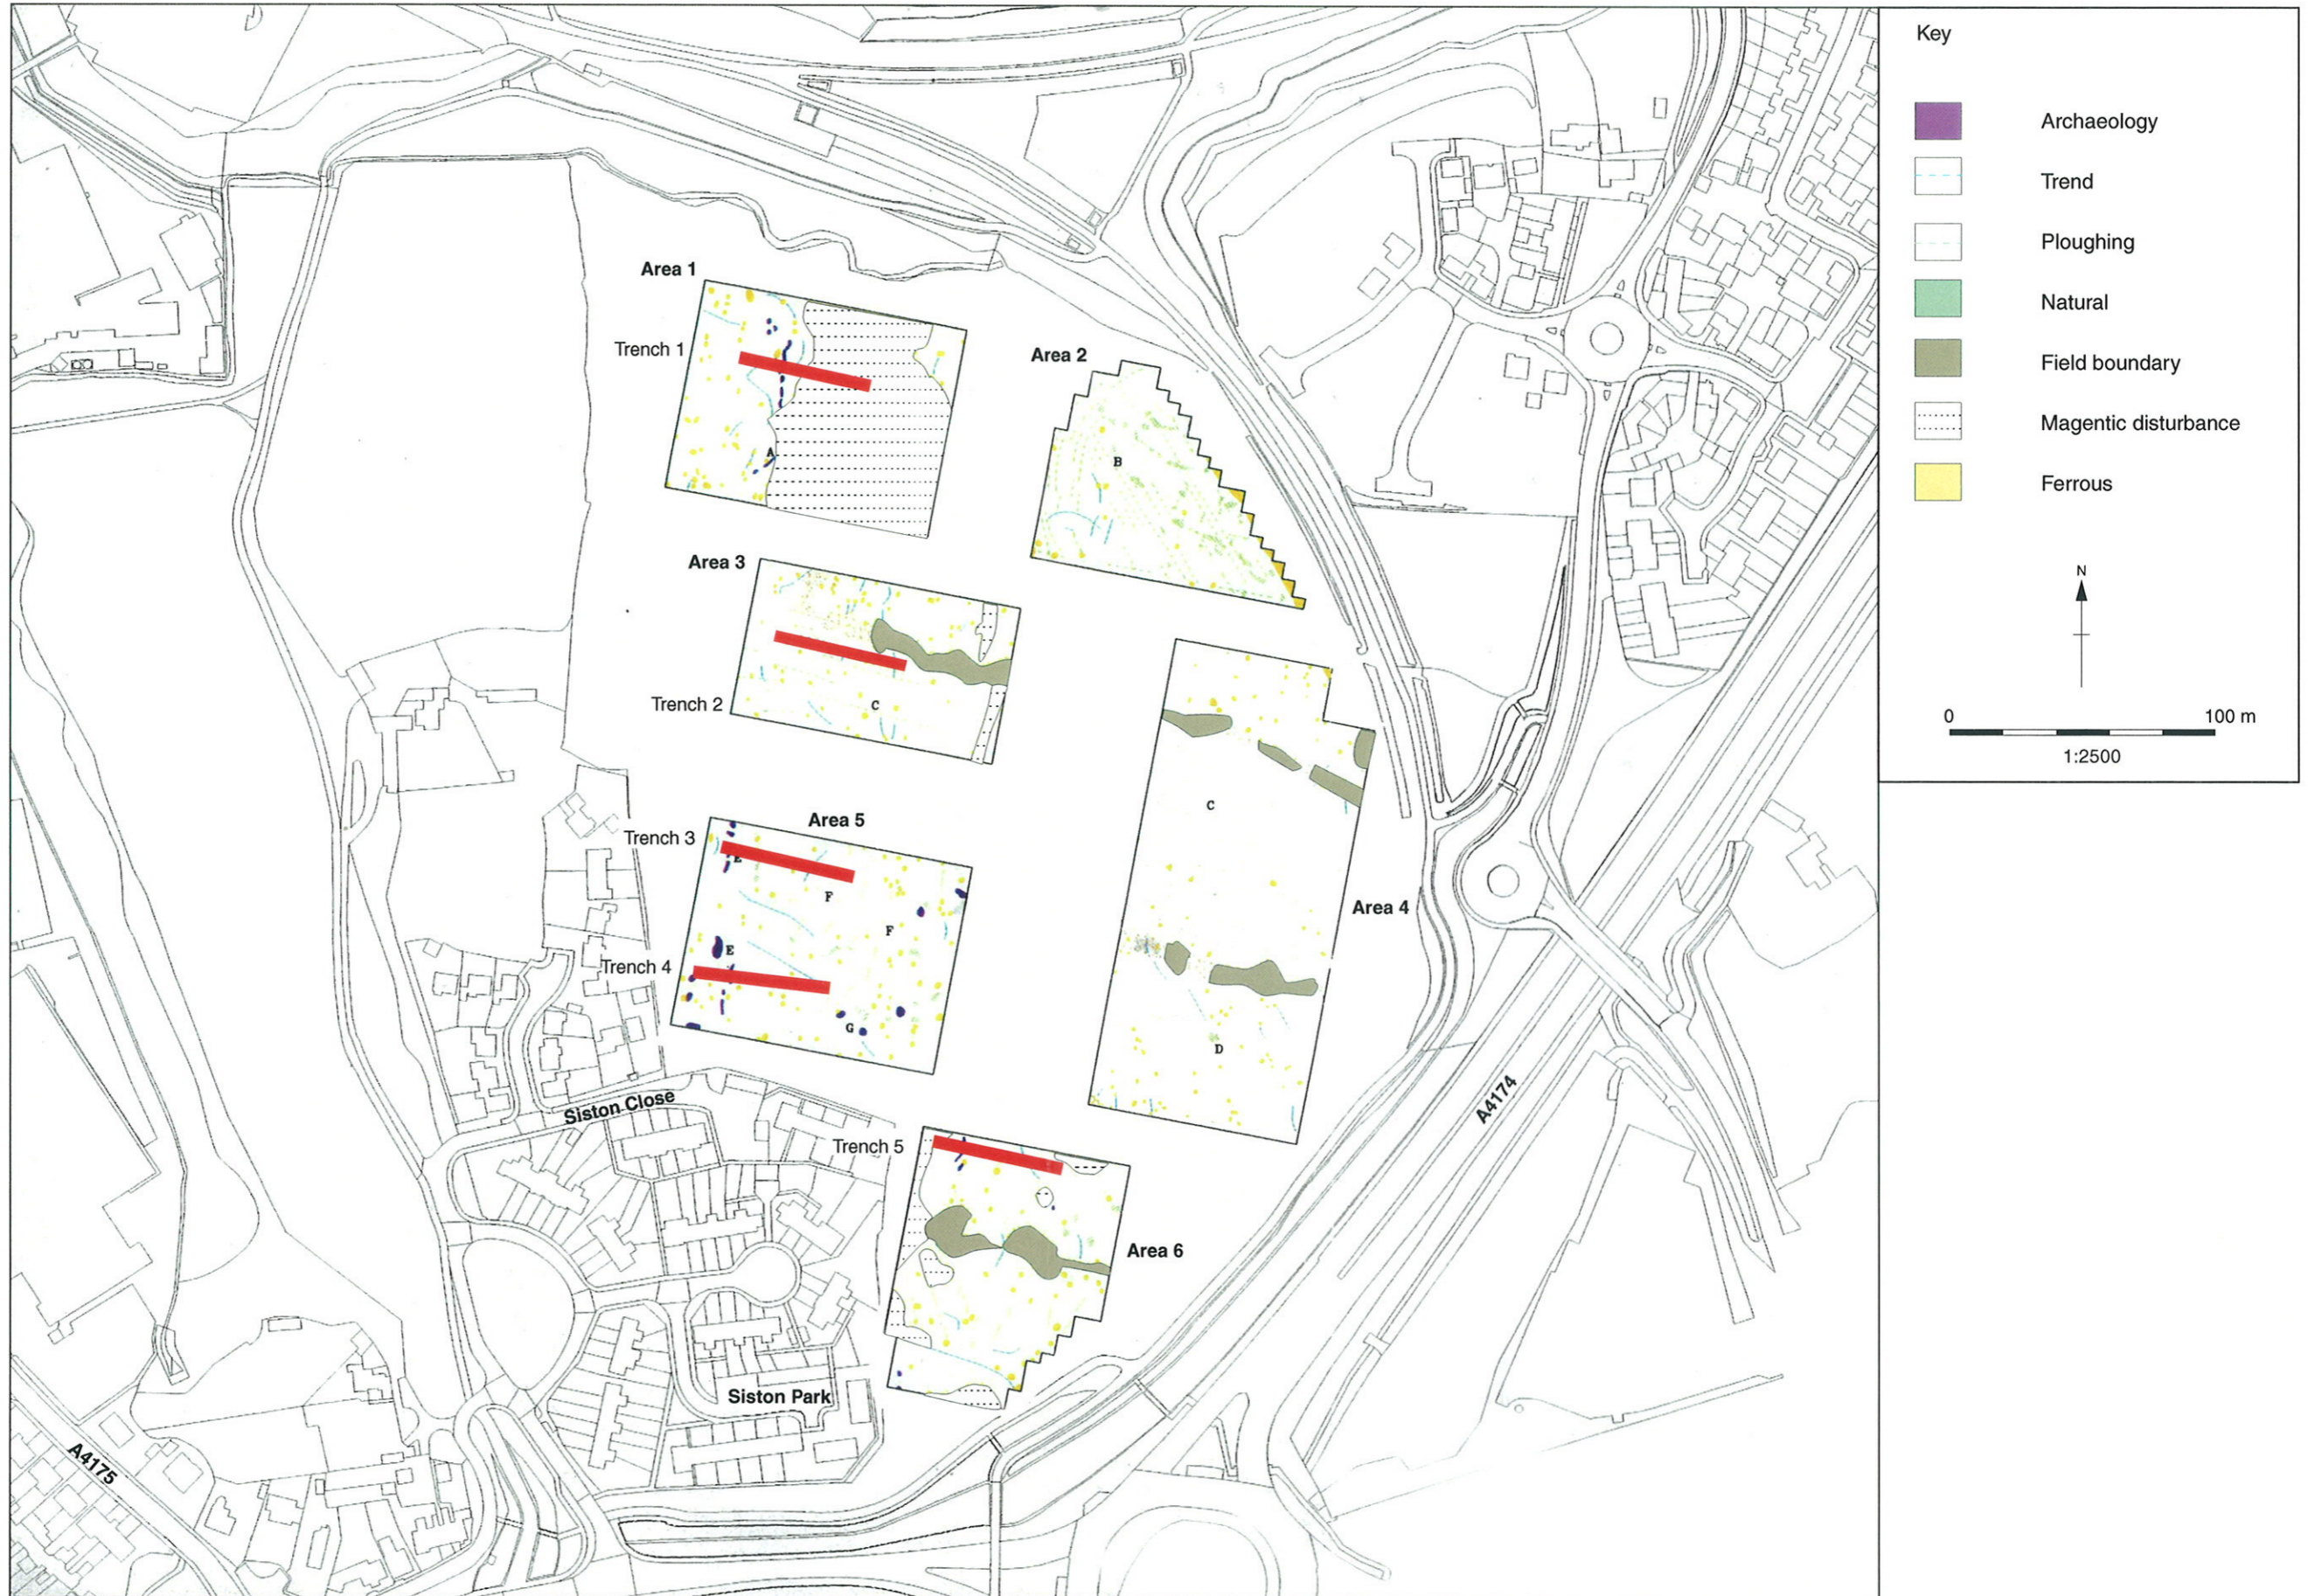 Key
Archaeology
Trend
Ploughing
Natural
Field boundary
Magentic disturbance
Ferrous
N
0 100 m
1:2500
Area 1
Trench 1
A
Area 2
B
Area 3
Trench 2
C
Area 4
C
D
Area 5
Trench 3
E
F
F
E
Trench 4
G
Siston Close
Trench 5
Area 6
Siston Park
A4174
A4175